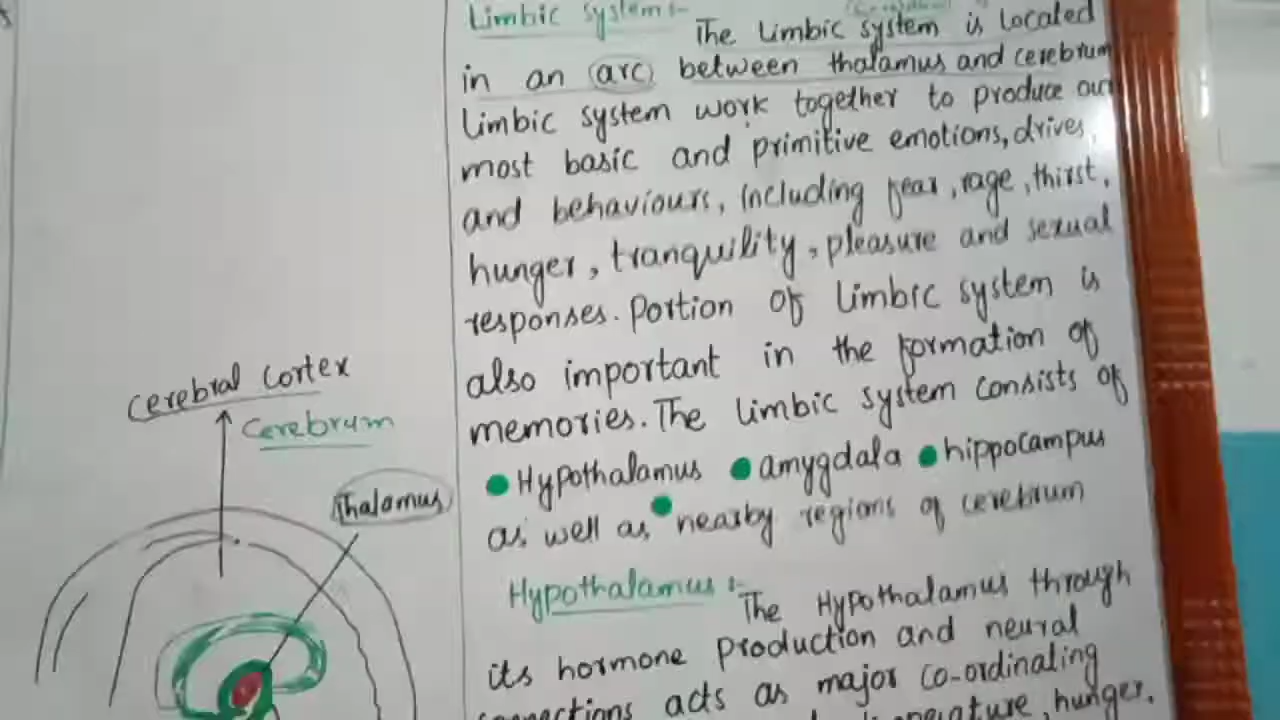 Limbic system:-
The limbic system is located
in an arc between thalamus and cerebrum
limbic system work together to produce our
most basic and primitive emotions, drives,
and behaviours, including fear, rage, thirst,
hunger, tranquility, pleasure and sexual
responses. Portion of limbic system is
also important in the formation of
memories. The limbic system consists of
• Hypothalamus • amygdala • hippocampus
as well as • nearby regions of cerebrum
Hypothalamus :-
The Hypothalamus through
its hormone production and neural
connections acts as major co-ordinating
hunger,
cerebral cortex
Cerebrum
Thalamus